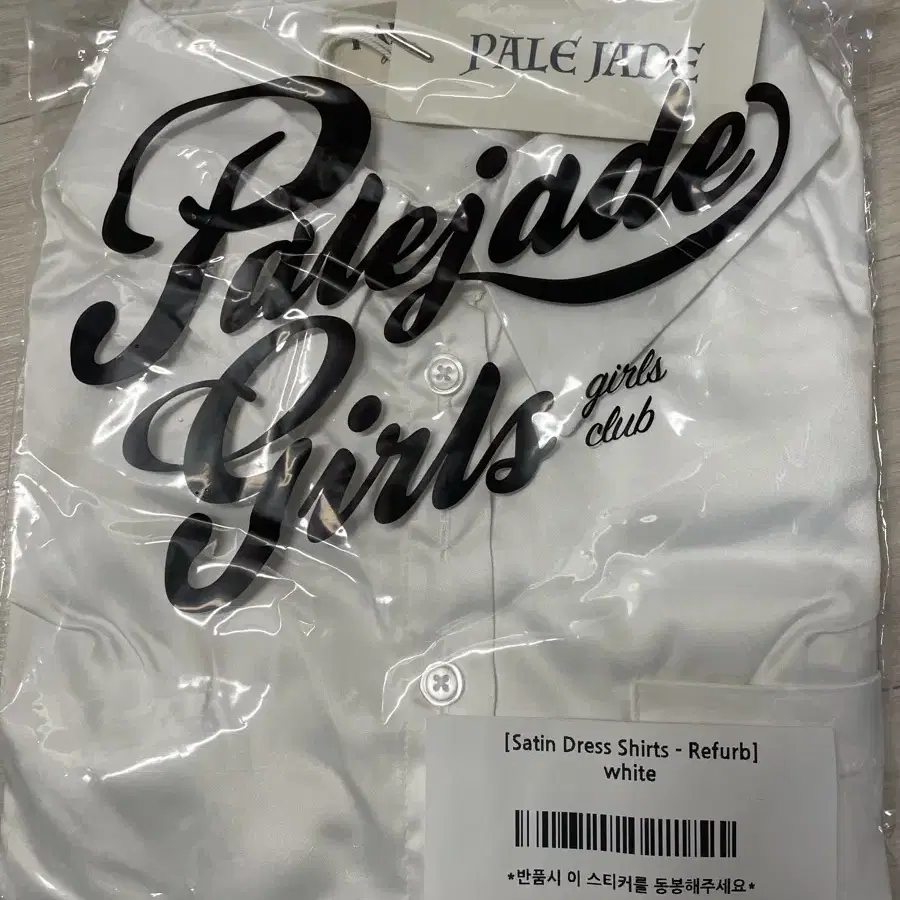 PALE JADE
Palejade
Girls
girls
club
[Satin Dress Shirts - Refurb]
white
*반품시 이 스티커를 동봉해주세요*